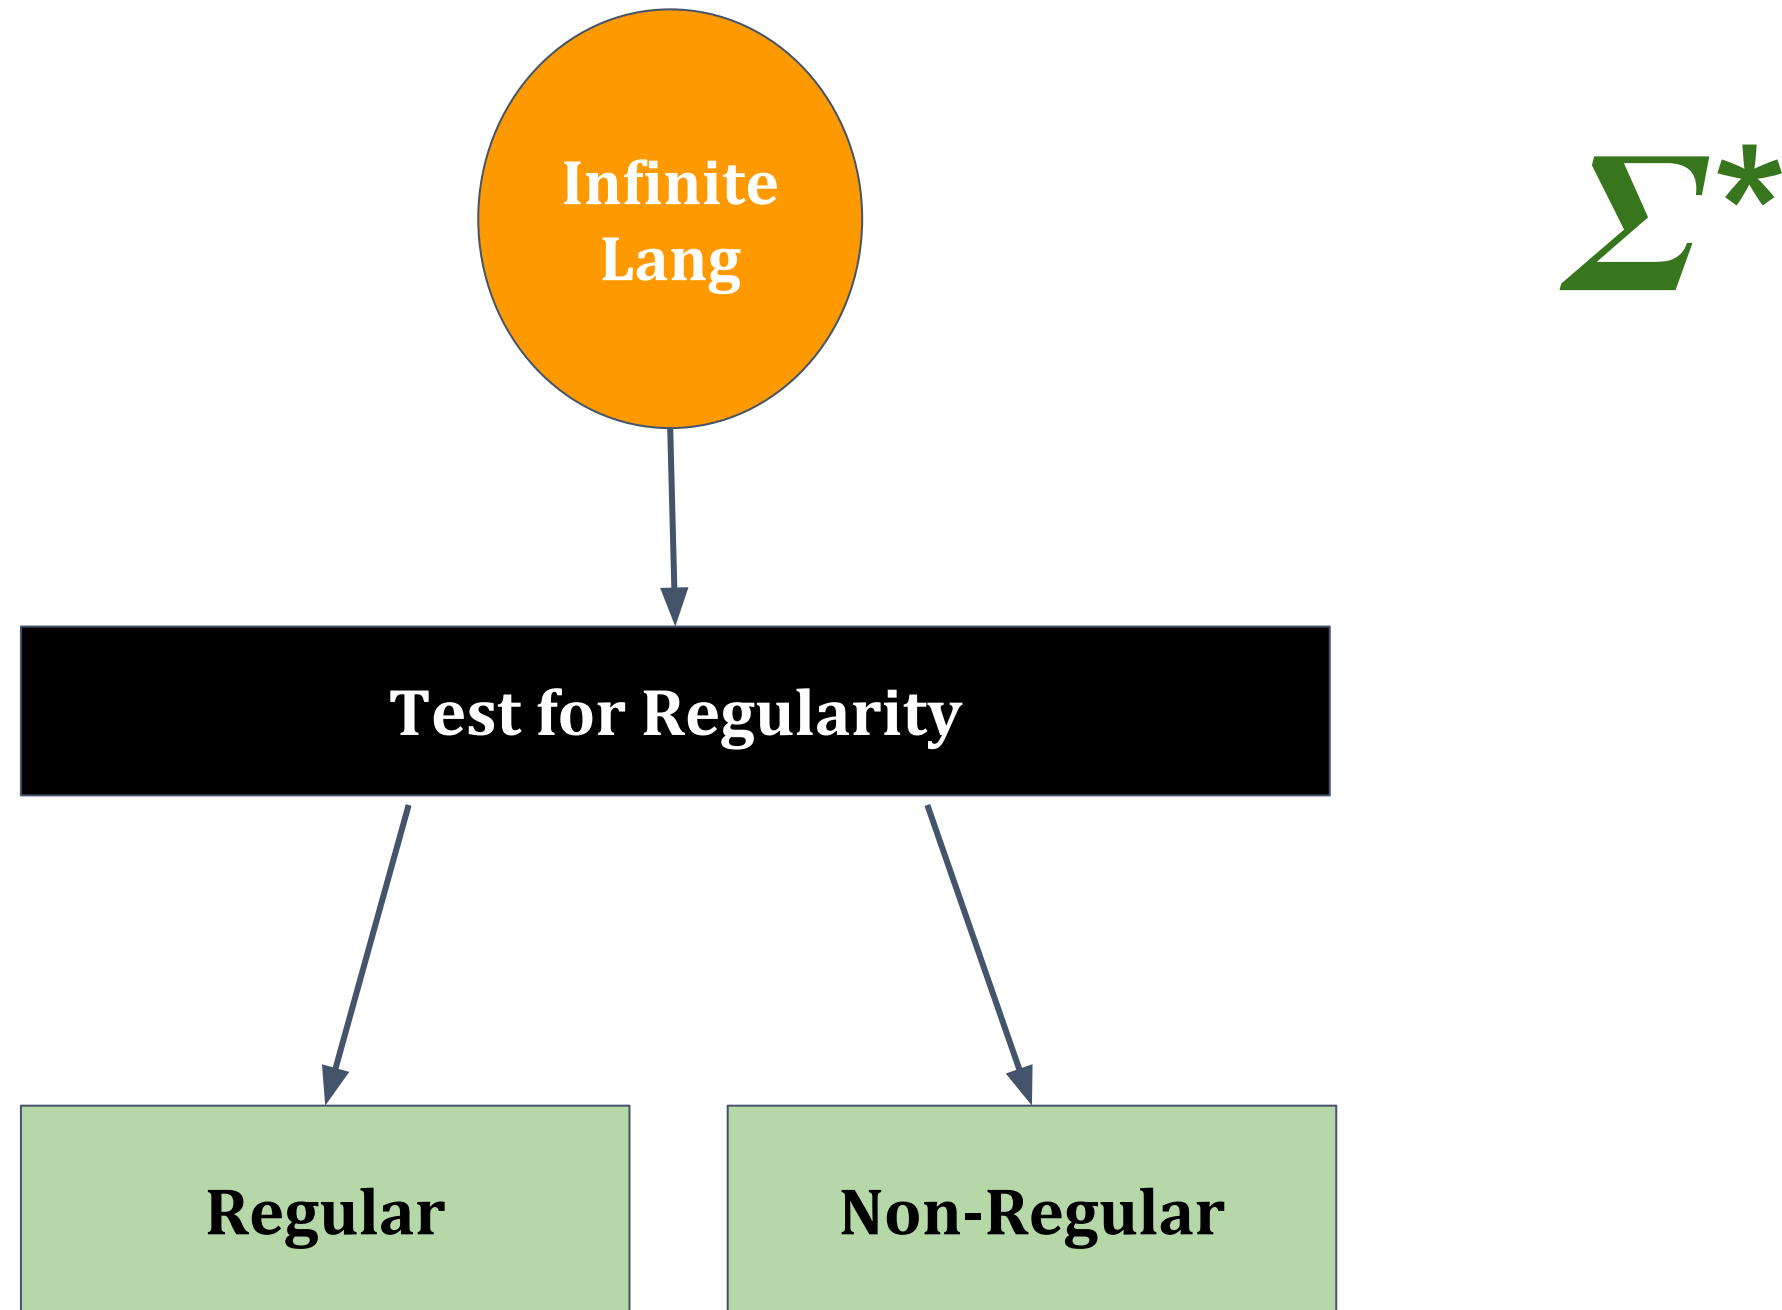 Infinite
Lang
Σ*
Test for Regularity
Regular
Non-Regular